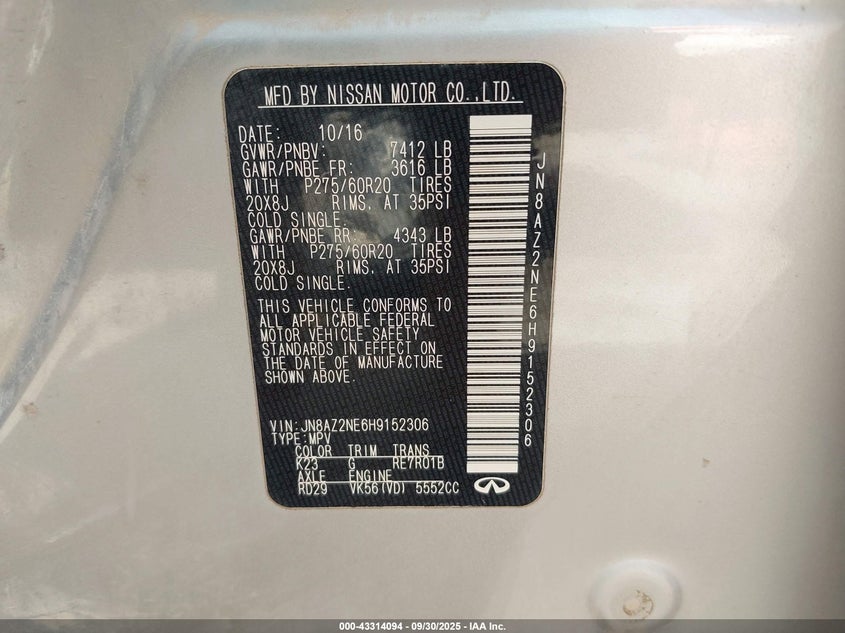 MFD BY NISSAN MOTOR CO.,LTD.
DATE: 10/16
GVWR/PNBV: 7412 LB
GAWR/PNBE FR: 3616 LB
WITH P275/60R20 TIRES
20X8J RIMS, AT 35PSI
COLD SINGLE.
GAWR/PNBE RR: 4343 LB
WITH P275/60R20 TIRES
20X8J RIMS, AT 35PSI
COLD SINGLE.
THIS VEHICLE CONFORMS TO
ALL APPLICABLE FEDERAL
MOTOR VEHICLE SAFETY
STANDARDS IN EFFECT ON
THE DATE OF MANUFACTURE
SHOWN ABOVE.
VIN:JN8AZ2NE6H9152306
TYPE:MPV
COLOR TRIM TRANS
K23 G RE7R01B
AXLE ENGINE
RD29 VK56(VD) 5552CC
JN8AZ2NE6H9152306
000-43314094 - 09/30/2025 - IAA Inc.